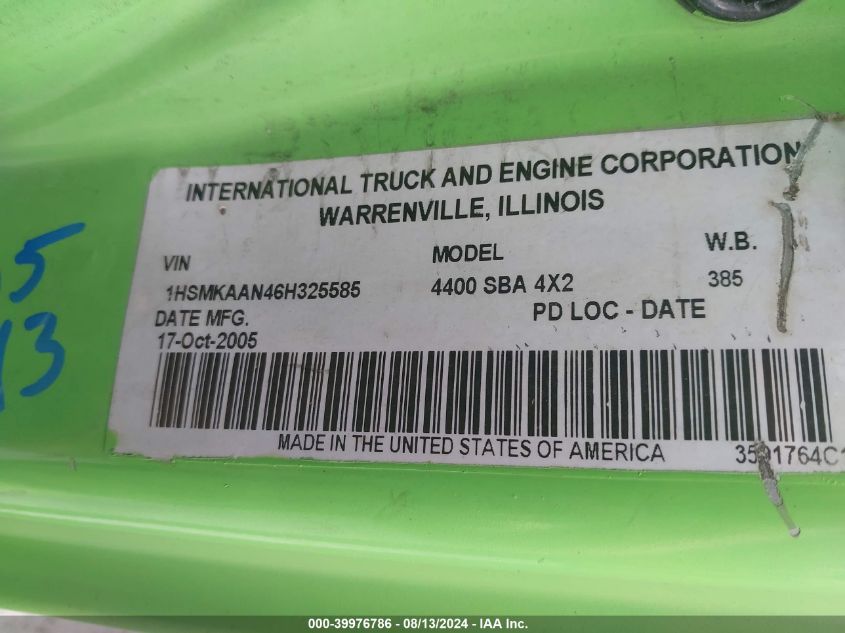 INTERNATIONAL TRUCK AND ENGINE CORPORATION
WARRENVILLE, ILLINOIS
VIN MODEL W.B.
1HSMKAAN46H325585 4400 SBA 4X2 385
DATE MFG. PD LOC - DATE
17-Oct-2005
MADE IN THE UNITED STATES OF AMERICA
000-39976786 - 08/13/2024 - IAA Inc.